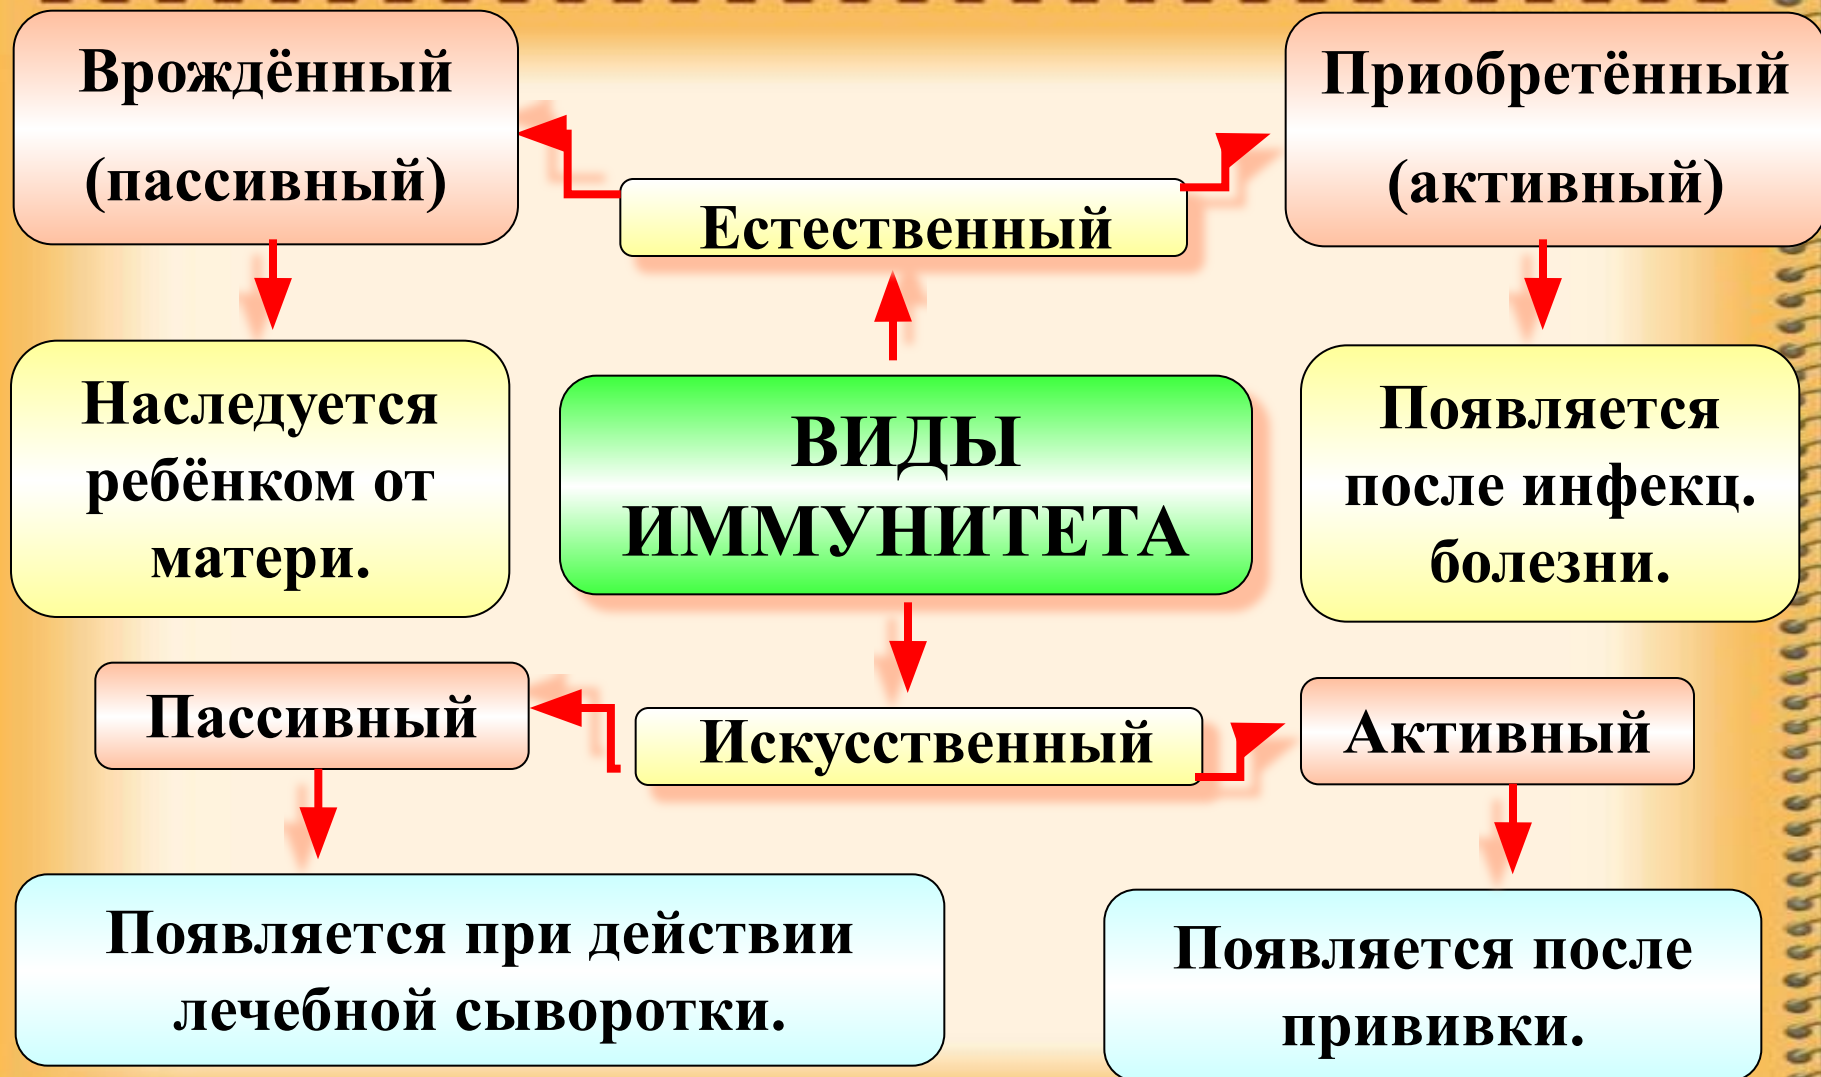 Врождённый
(пассивный)
Приобретённый
(активный)
Естественный
Наследуется
ребёнком от
матери.
ВИДЫ
ИММУНИТЕТА
Появляется
после инфекц.
болезни.
Пассивный
Искусственный
Активный
Появляется при действии
лечебной сыворотки.
Появляется после
прививки.